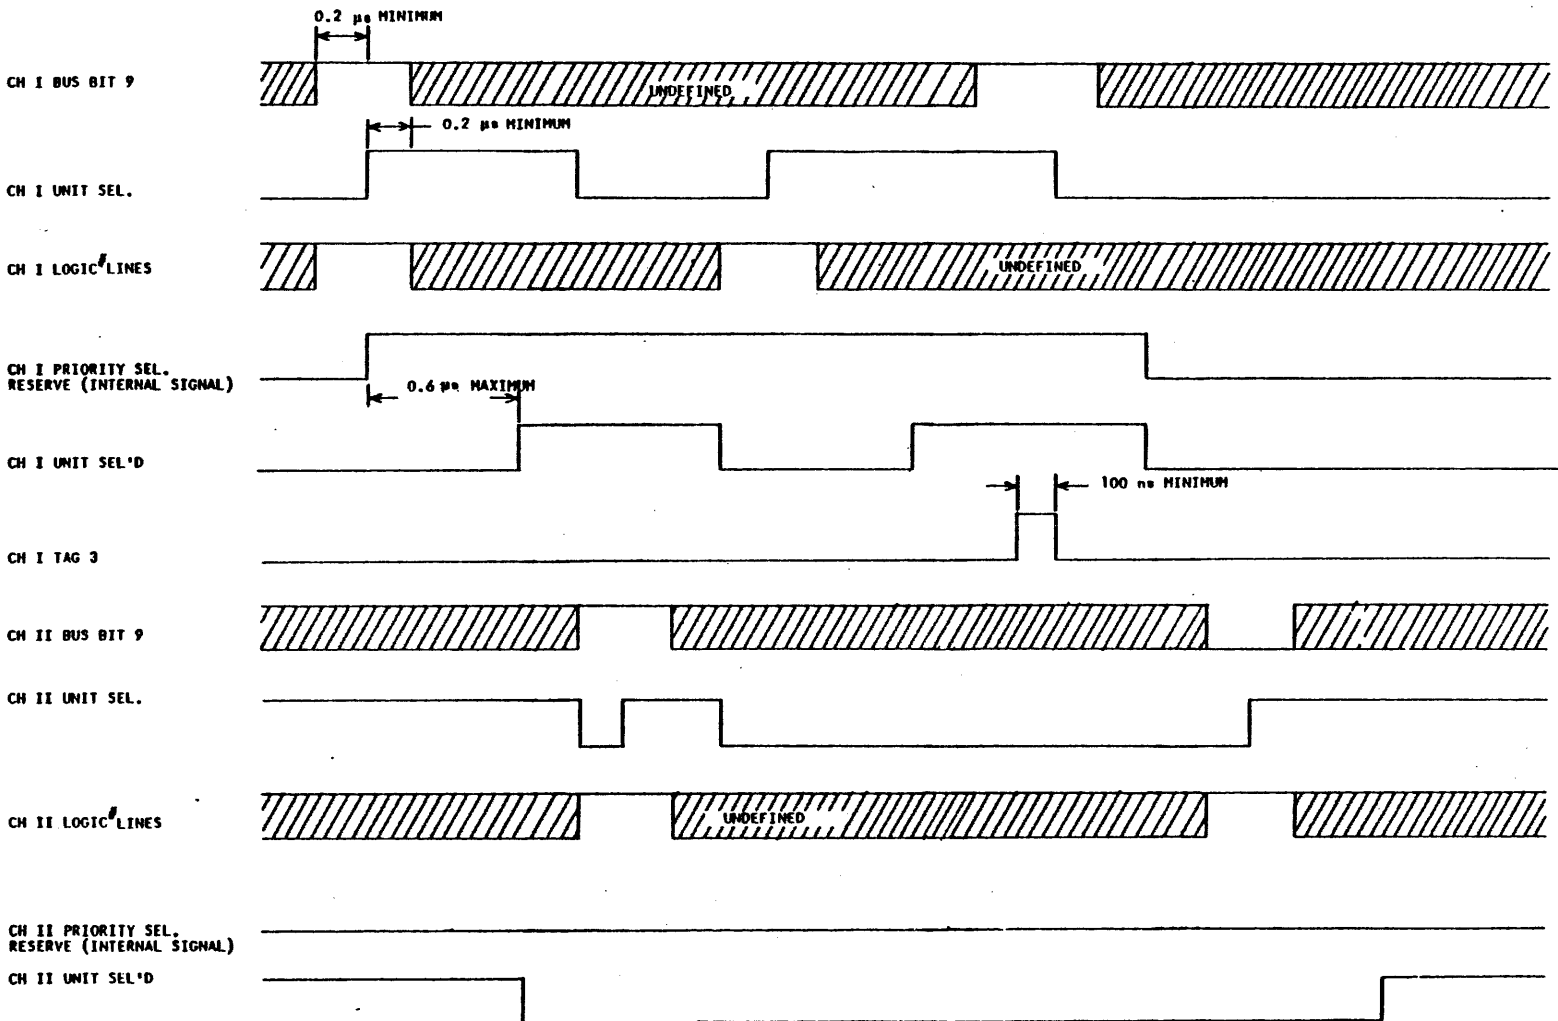 0.2 µs MINIMUM
CH I BUS BIT 9
UNDEFINED
0.2 µs MINIMUM
CH I UNIT SEL.
CH I LOGIC # LINES
UNDEFINED
CH I PRIORITY SEL.
RESERVE (INTERNAL SIGNAL)
0.6 µs MAXIMUM
CH I UNIT SEL'D
100 ns MINIMUM
CH I TAG 3
CH II BUS BIT 9
CH II UNIT SEL.
CH II LOGIC # LINES
UNDEFINED
CH II PRIORITY SEL.
RESERVE (INTERNAL SIGNAL)
CH II UNIT SEL'D